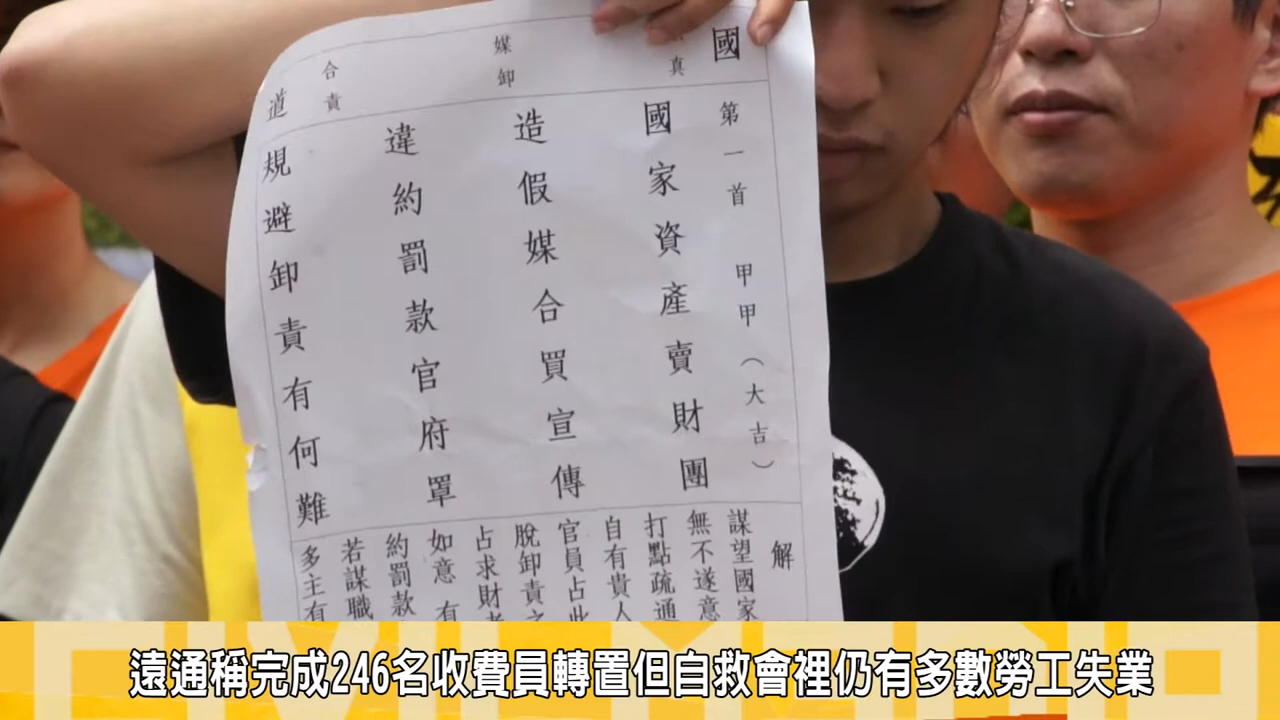 國
真
媒
卸
合
責
道
第一首 甲甲（大吉）
國家資產賣財團
造假媒合買宣傳
違約罰款官府罩
規避卸責有何難
解
謀望國家
無不遂意
打點疏通
自有貴人
官員占此
脫卸責之
占求財者
如意 有
約罰款
若謀職
多主有
遠通稱完成246名收費員轉置但自救會裡仍有多數勞工失業